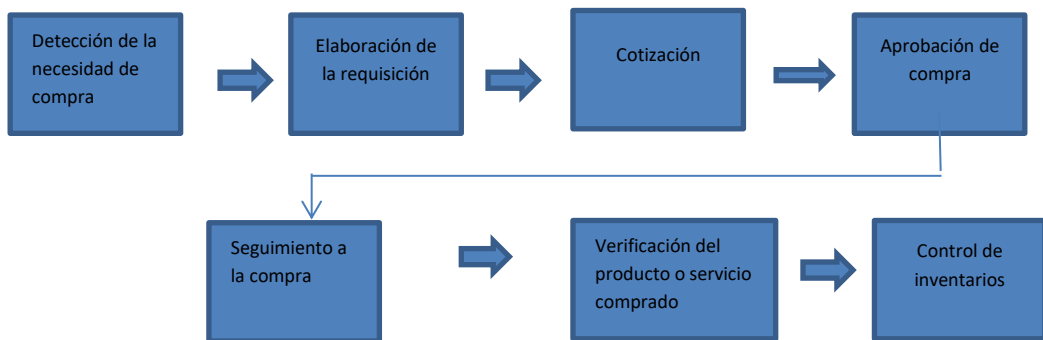 Detección de la
necesidad de
compra
Elaboración de
la requisición
Cotización
Aprobación de
compra
Seguimiento a
la compra
Verificación del
producto o servicio
comprado
Control de
inventarios